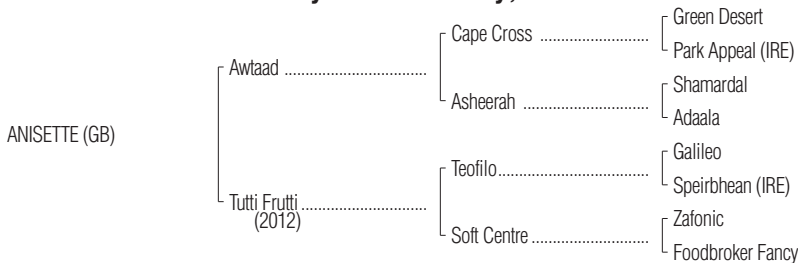 Green Desert
Cape Cross ........................
Park Appeal (IRE)
Awtaad ....................................
Shamardal
Asheerah ............................
Adaala
ANISETTE (GB)
Galileo
Teofilo..................................
Speirbhean (IRE)
Tutti Frutti ................................
(2012)
Zafonic
Soft Centre ..........................
Foodbroker Fancy